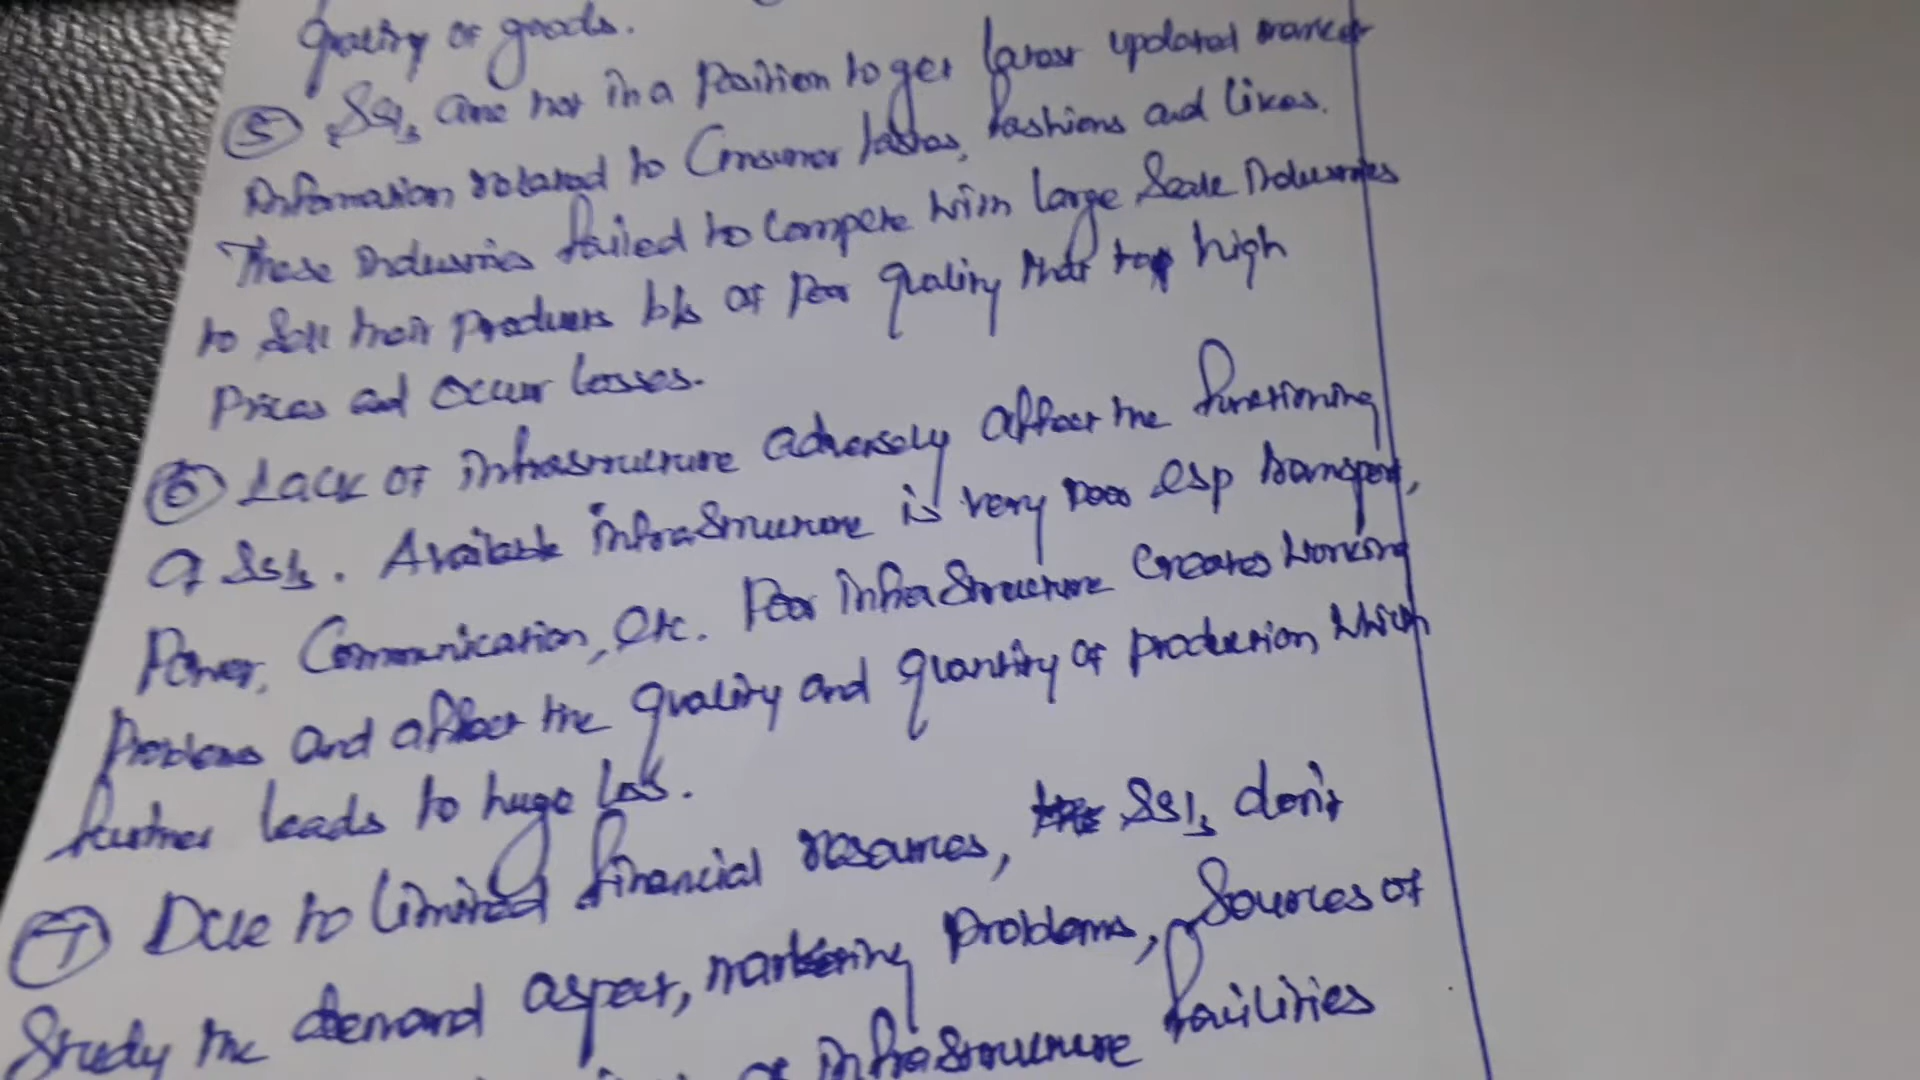 quality of goods.
⑤ SSIs are not in a position to get latest updated market
Information related to Consumer tastes, fashions and likes.
These Industries failed to compete with large Scale Industries
to Sell their products b/s of poor quality that too high
Prices and occur losses.
⑥ Lack of infrastructure adversely affect the functioning
of SSIs. Available infrastructure is very poor esp transport,
Power, Communication, etc. Poor infrastructure creates working
Problems and affect the quality and quantity of production, which
further leads to huge loss.
⑦ Due to limited financial resources, the SSIs don't
Study the demand aspect, marketing problems, Sources of
of infrastructure facilities